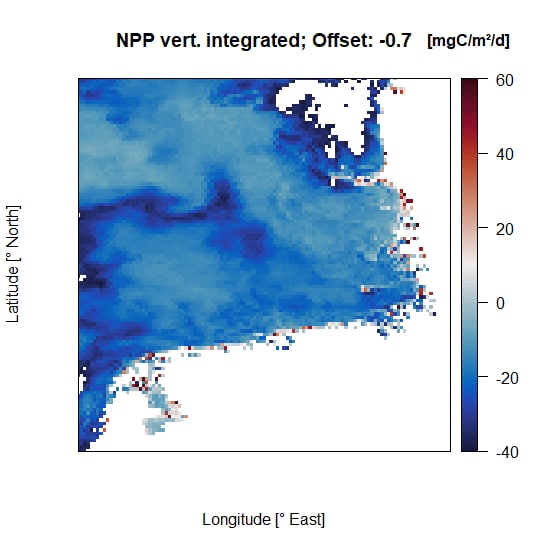 NPP vert. integrated; Offset: -0.7 [mgC/m²/d]
60
40
20
0
-20
-40
Latitude [° North]
Longitude [° East]